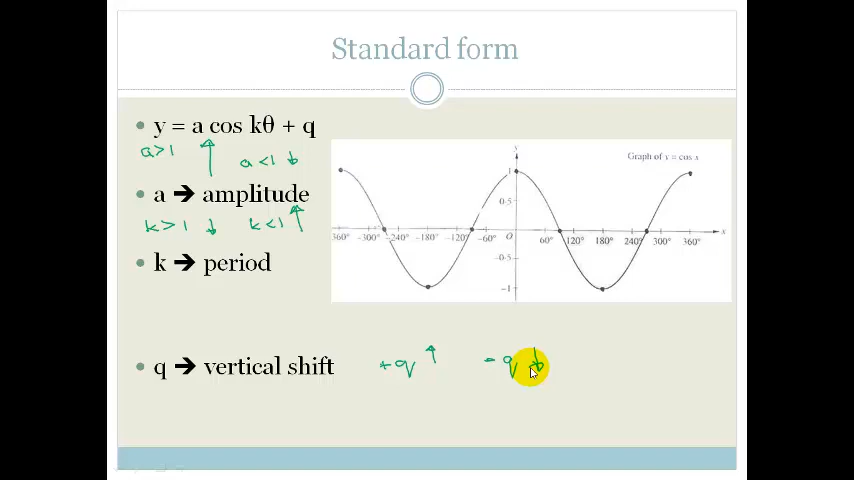 Standard form
• y = a cos kθ + q
a>1 ↑ a<1 ↓
• a ➔ amplitude
k>1 ↓ k<1 ↑
• k ➔ period
y
Graph of y = cos x
1
0·5
360° −300° −240° −180° −120° −60° O 60° 120° 180° 240° 300° 360° x
−0·5
−1
• q ➔ vertical shift +q ↑ -q ↓